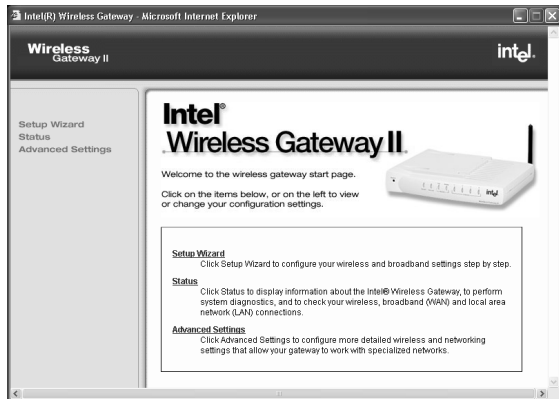 Intel(R) Wireless Gateway - Microsoft Internet Explorer
Wireless
Gateway II
intel.
Setup Wizard
Status
Advanced Settings
Intel®
Wireless Gateway II
Welcome to the wireless gateway start page.
Click on the items below, or on the left to view
or change your configuration settings.
intel
Setup Wizard
Click Setup Wizard to configure your wireless and broadband settings step by step.
Status
Click Status to display information about the Intel® Wireless Gateway, to perform
system diagnostics, and to check your wireless, broadband (WAN) and local area
network (LAN) connections.
Advanced Settings
Click Advanced Settings to configure more detailed wireless and networking
settings that allow your gateway to work with specialized networks.